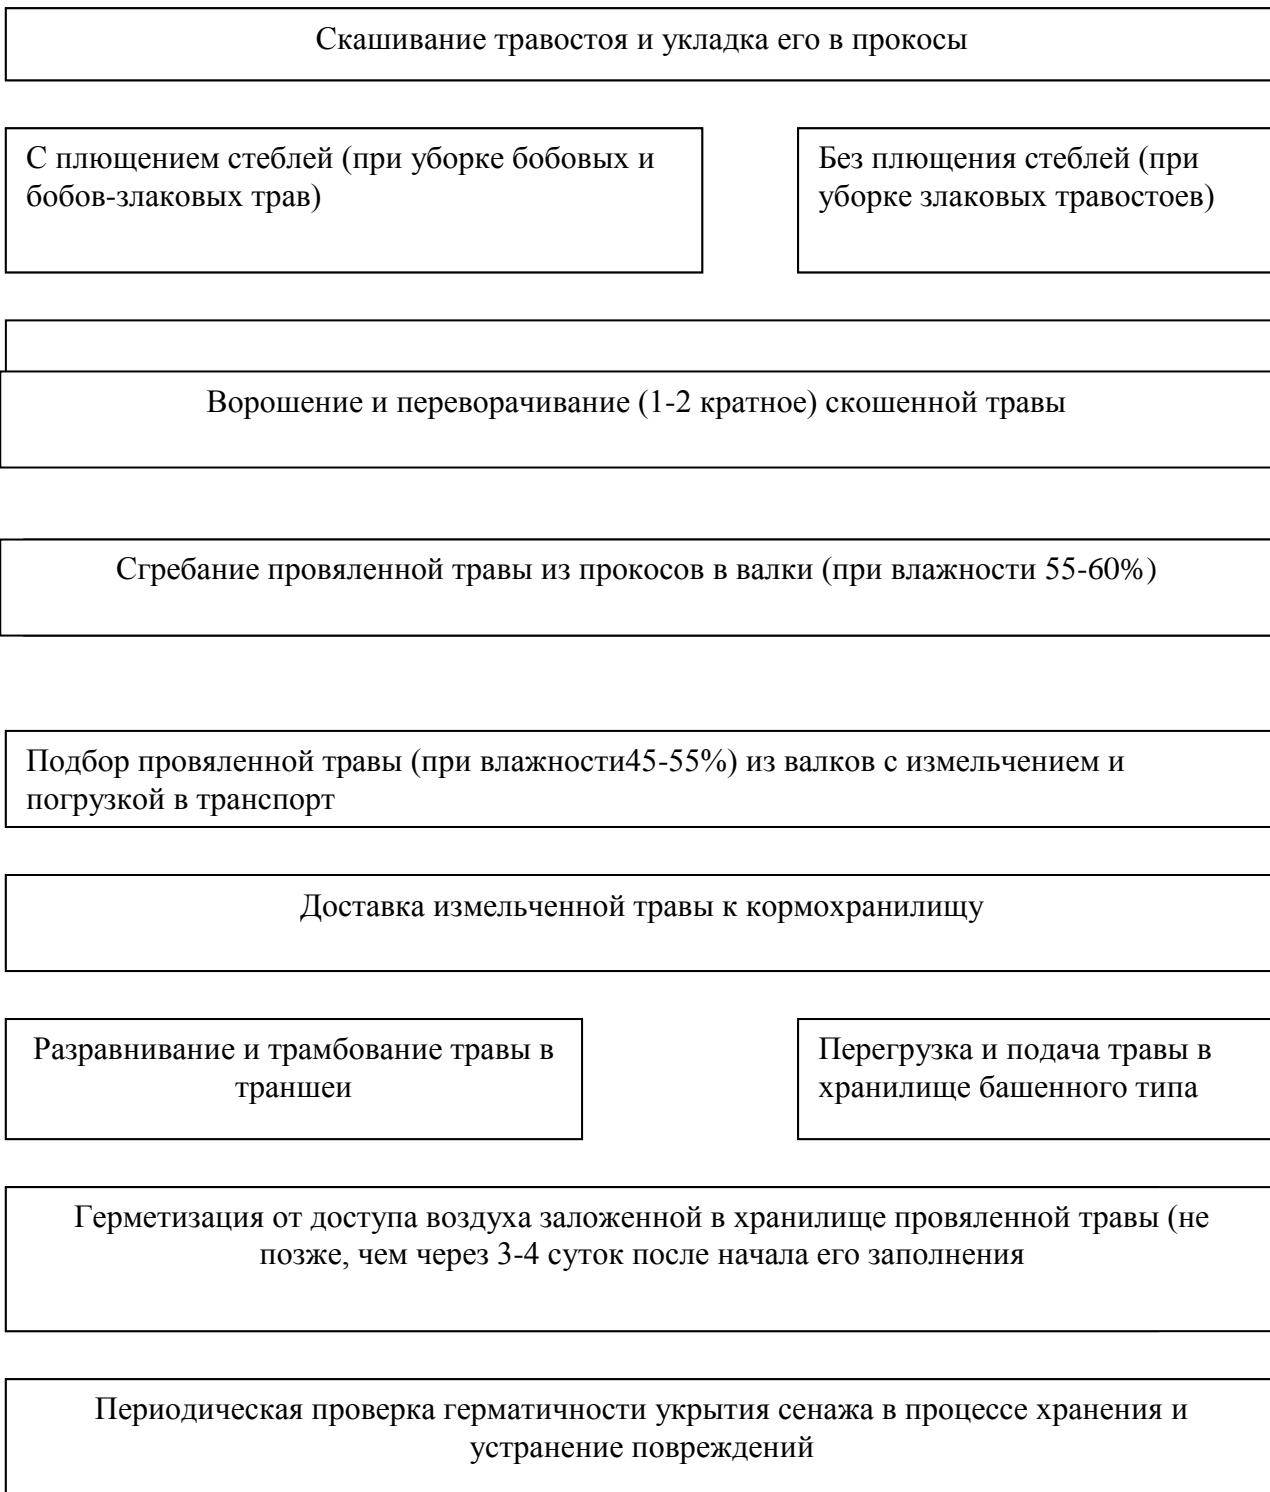 Скашивание травостоя и укладка его в прокосы
С плющением стеблей (при уборке бобовых и
бобов-злаковых трав)
Без плющения стеблей (при
уборке злаковых травостоев)
Ворошение и переворачивание (1-2 кратное) скошенной травы
Сгребание провяленной травы из прокосов в валки (при влажности 55-60%)
Подбор провяленной травы (при влажности45-55%) из валков с измельчением и
погрузкой в транспорт
Доставка измельченной травы к кормохранилищу
Разравнивание и трамбование травы в
траншеи
Перегрузка и подача травы в
хранилище башенного типа
Герметизация от доступа воздуха заложенной в хранилище провяленной травы (не
позже, чем через 3-4 суток после начала его заполнения
Периодическая проверка герматичности укрытия сенажа в процессе хранения и
устранение повреждений